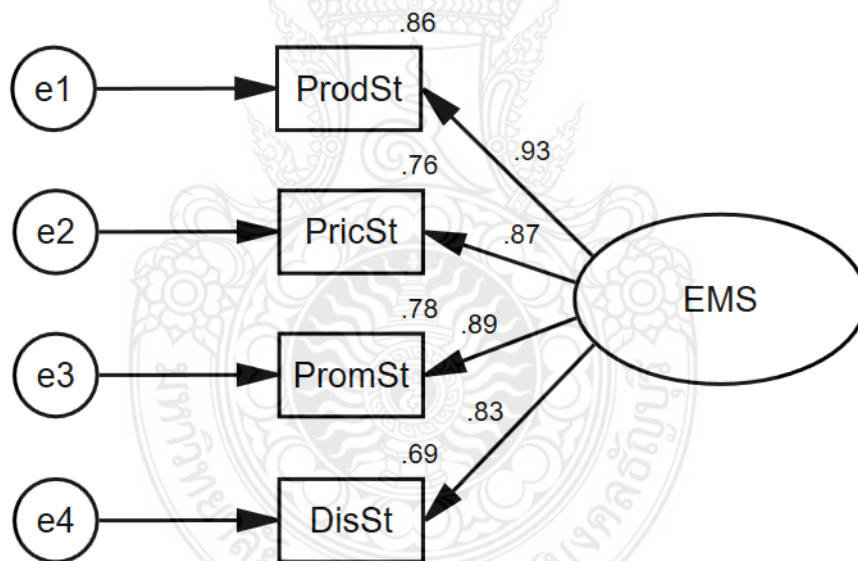 .86
e1 ProdSt .93
.76
e2 PricSt .87 EMS
.78
e3 PromSt .89
.83
.69
e4 DisSt